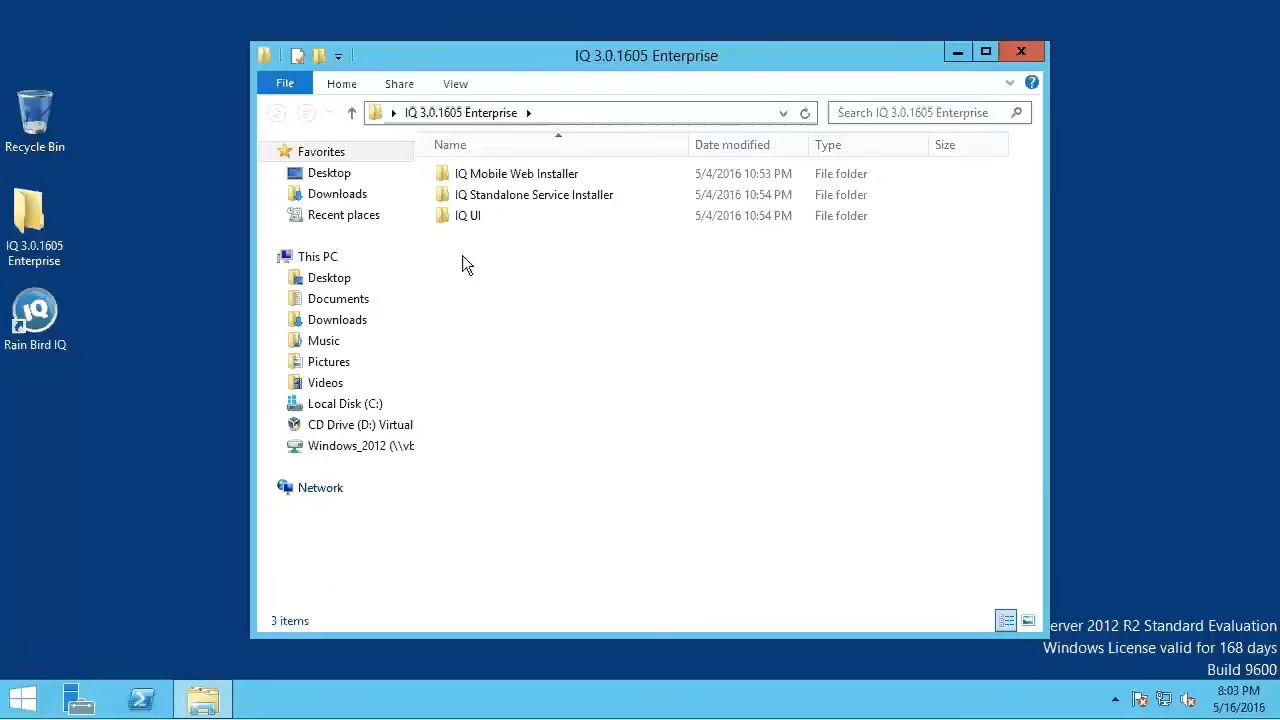 IQ 3.0.1605 Enterprise
File Home Share View
IQ 3.0.1605 Enterprise
Search IQ 3.0.1605 Enterprise
Name Date modified Type Size
Favorites
Desktop
Downloads
Recent places
This PC
Desktop
Documents
Downloads
Music
Pictures
Videos
Local Disk (C:)
CD Drive (D:) Virtual
Windows_2012 (\\vb
Network
IQ Mobile Web Installer 5/4/2016 10:53 PM File folder
IQ Standalone Service Installer 5/4/2016 10:54 PM File folder
IQ UI 5/4/2016 10:54 PM File folder
3 items
Recycle Bin
IQ 3.0.1605
Enterprise
IQ
Rain Bird IQ
erver 2012 R2 Standard Evaluation
Windows License valid for 168 days
Build 9600
8:03 PM
5/16/2016